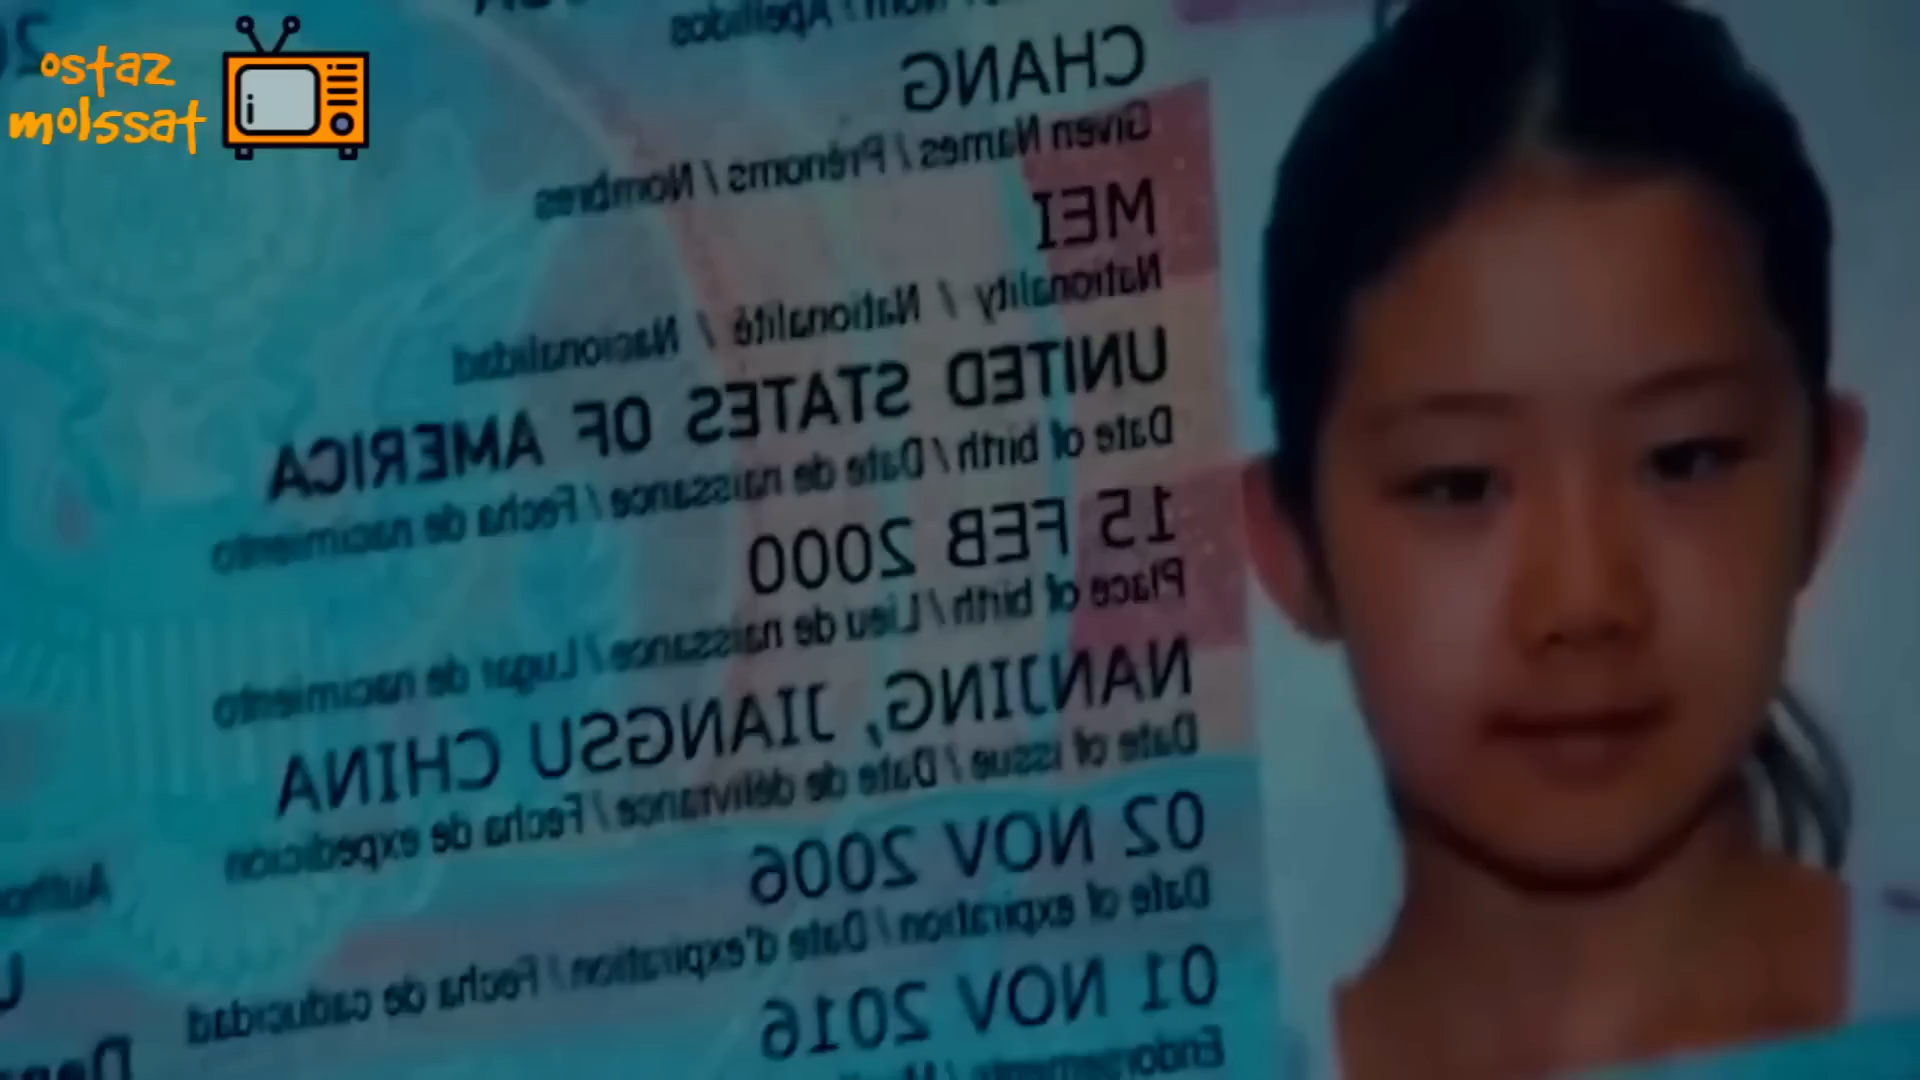 ostaz
molssat
Apellidos
CHANG
Given Names / Prénoms / Nombres
MEI
Nationality / Nationalité / Nacionalidad
UNITED STATES OF AMERICA
Date of birth / Date de naissance / Fecha de nacimiento
15 FEB 2000
Place of birth / Lieu de naissance / Lugar de nacimiento
NANJING, JIANGSU CHINA
Date of issue / Date de délivrance / Fecha de expedicion
02 NOV 2006
Date of expiration / Date d'expiration / Fecha de caducidad
01 NOV 2016